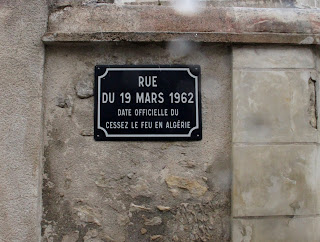 RUE
DU 19 MARS 1962
DATE OFFICIELLE DU
CESSEZ LE FEU EN ALGÉRIE